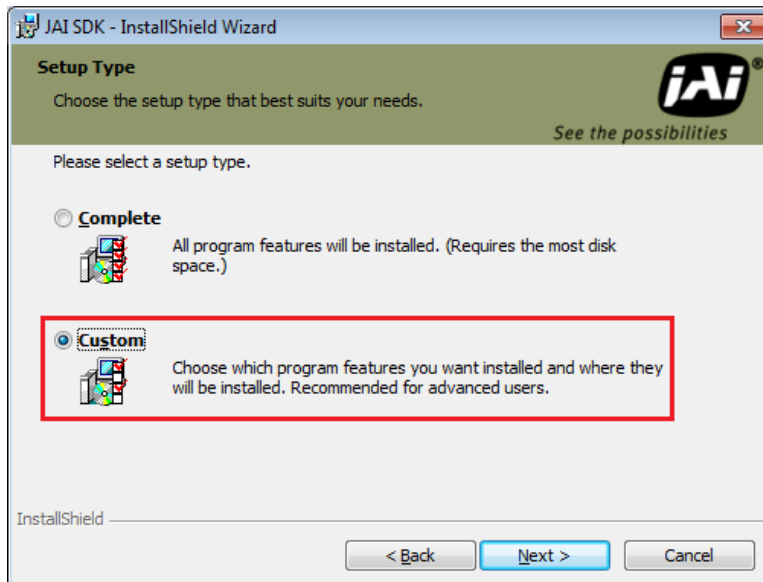 JAI SDK - InstallShield Wizard
Setup Type
Choose the setup type that best suits your needs.
JAi®
See the possibilities
Please select a setup type.
Complete
All program features will be installed. (Requires the most disk
space.)
Custom
Choose which program features you want installed and where they
will be installed. Recommended for advanced users.
InstallShield
< Back
Next >
Cancel